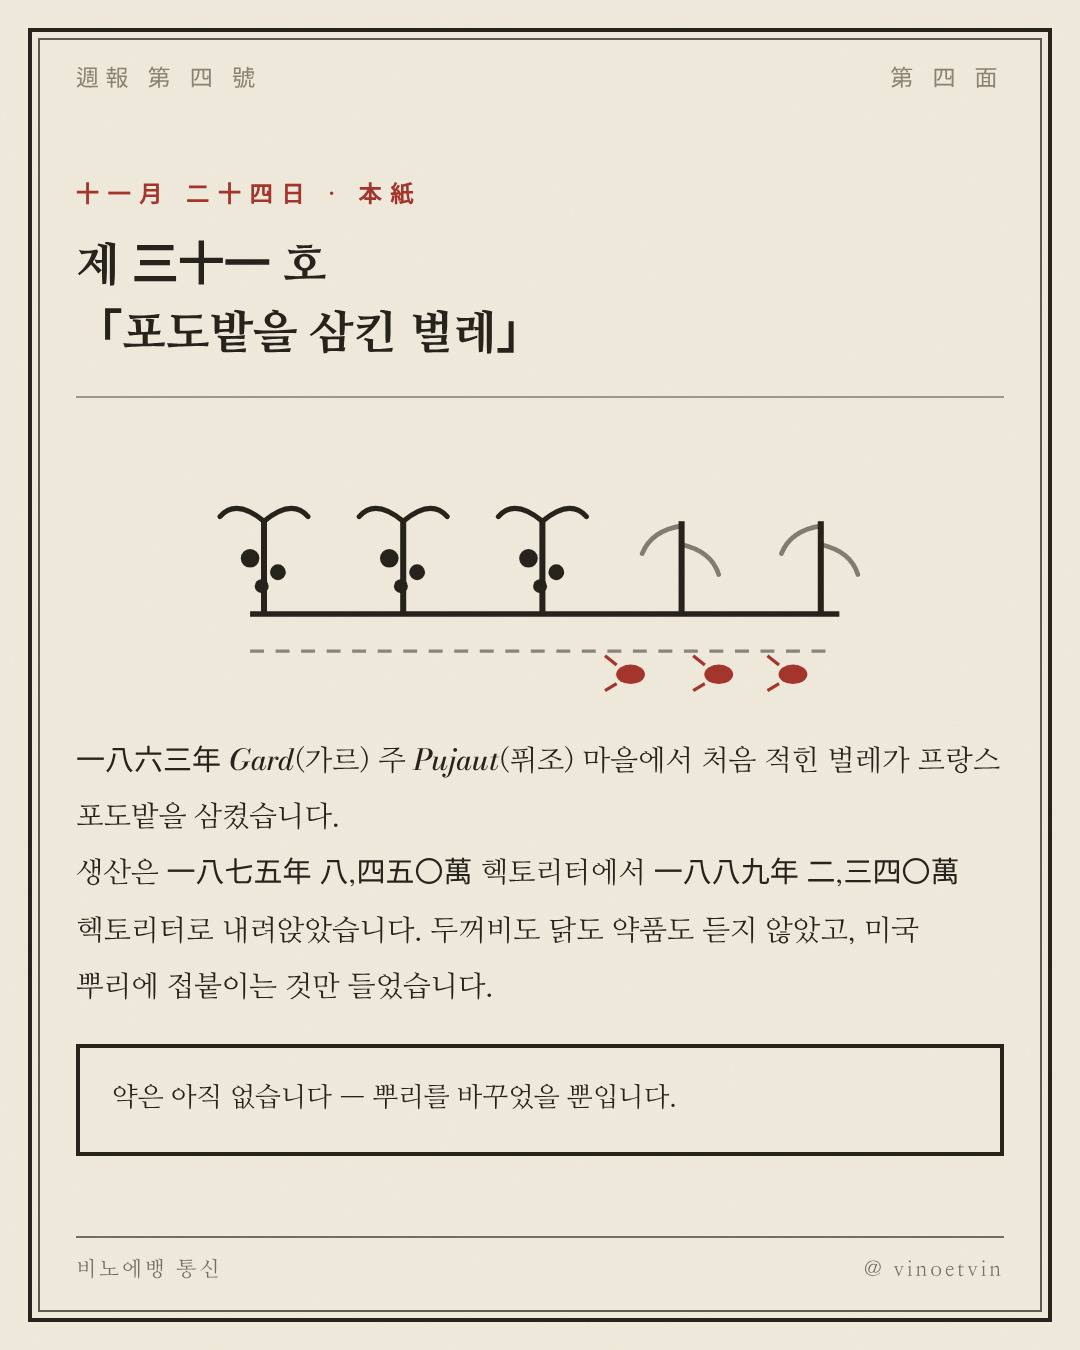 週報 第 四 號
第 四 面
十一月 二十四日 · 本紙
제 三十一 호
「포도밭을 삼킨 벌레」
一八六三年 Gard(가르) 주 Pujaut(퓌조) 마을에서 처음 적힌 벌레가 프랑스
포도밭을 삼켰습니다.
생산은 一八七五年 八,四五〇萬 헥토리터에서 一八八九年 二,三四〇萬
헥토리터로 내려앉았습니다. 두꺼비도 닭도 약품도 듣지 않았고, 미국
뿌리에 접붙이는 것만 들었습니다.
약은 아직 없습니다 — 뿌리를 바꾸었을 뿐입니다.
비노에뱅 통신
@ vinoetvin